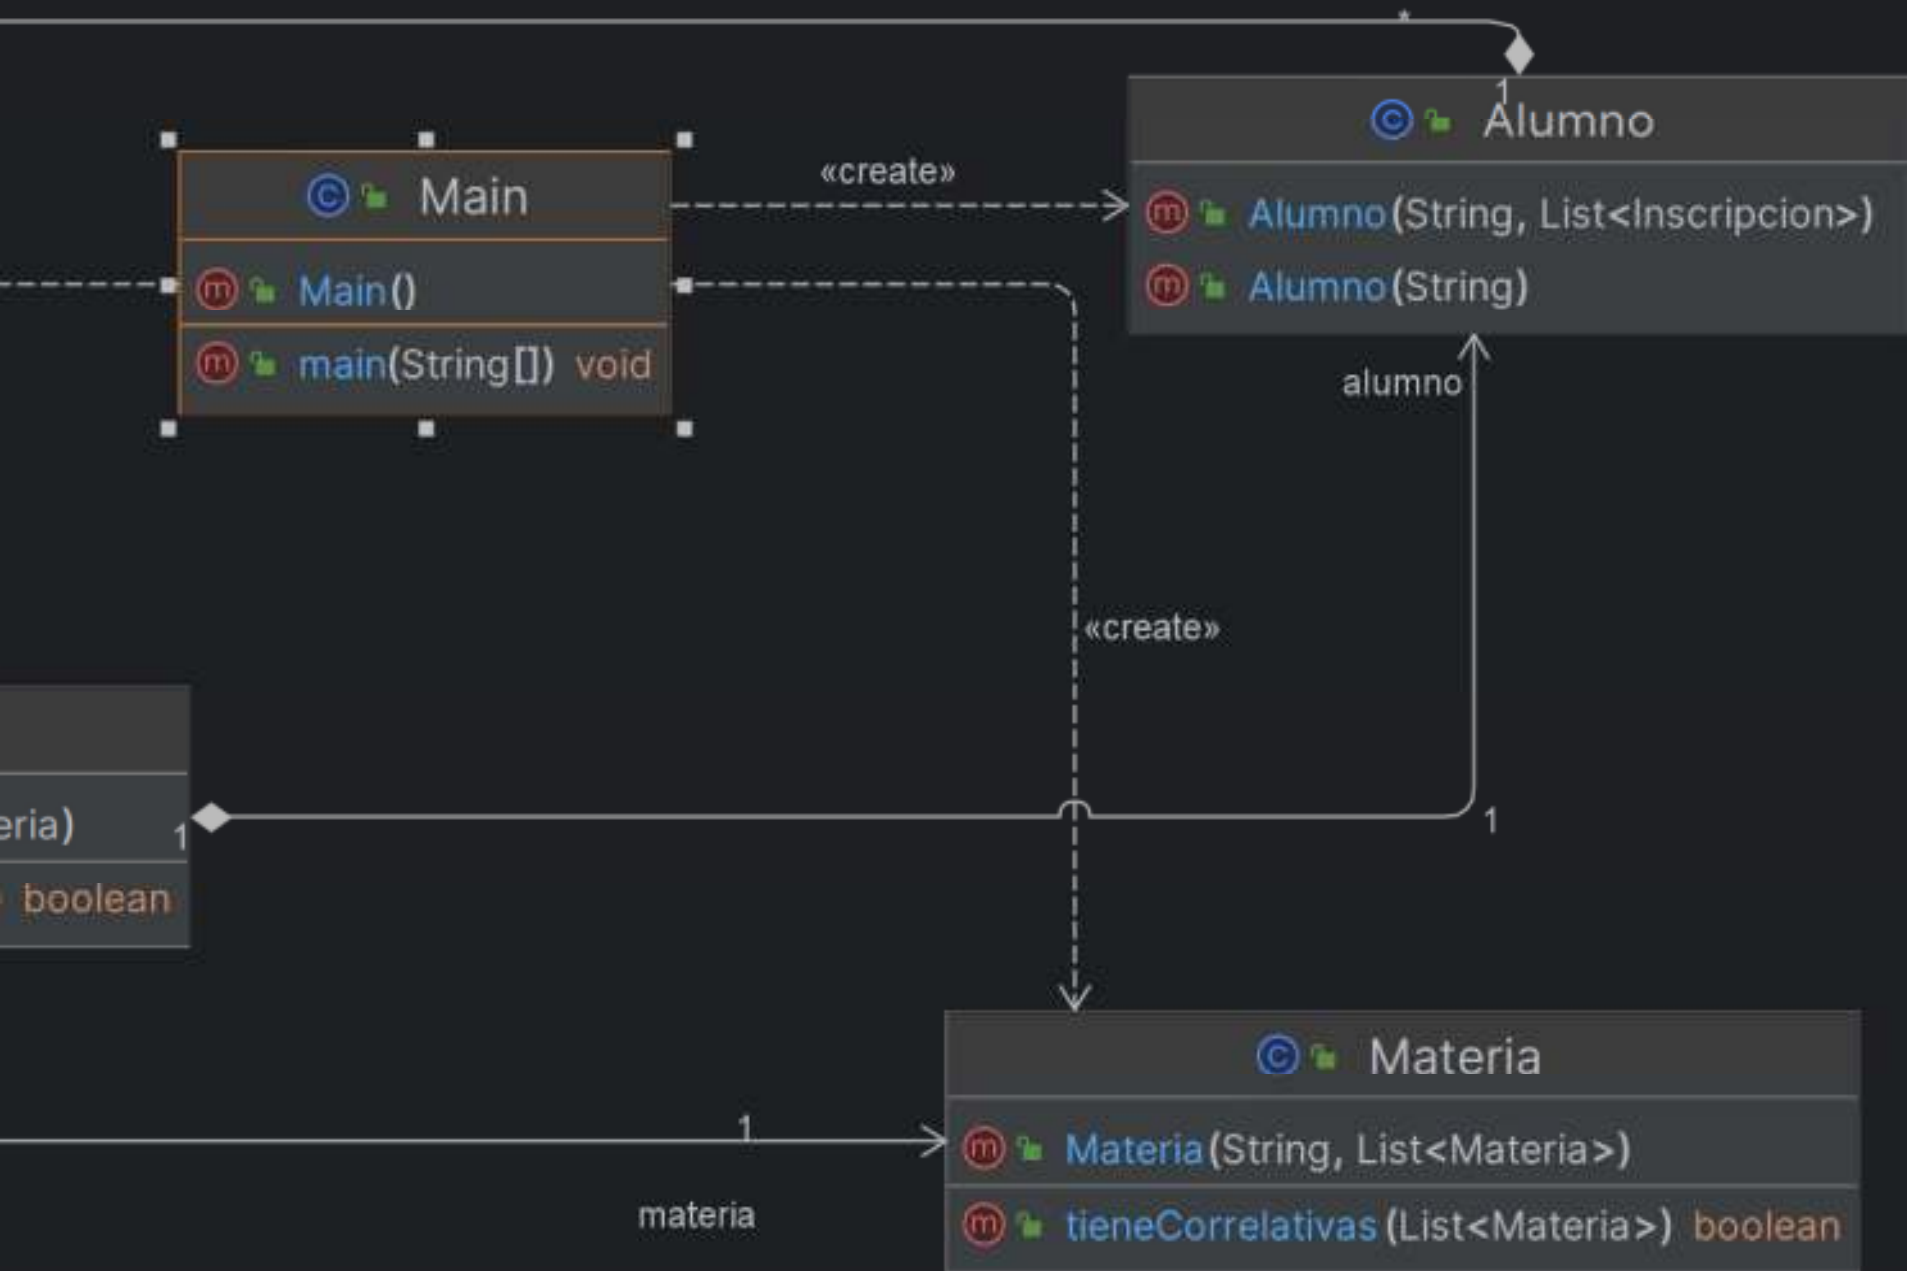 *
1
Alumno
Alumno(String, List<Inscripcion>)
Alumno(String)
«create»
Main
Main()
main(String[]) void
alumno
«create»
eria)
1
boolean
1
Materia
Materia(String, List<Materia>)
tieneCorrelativas(List<Materia>) boolean
1
materia